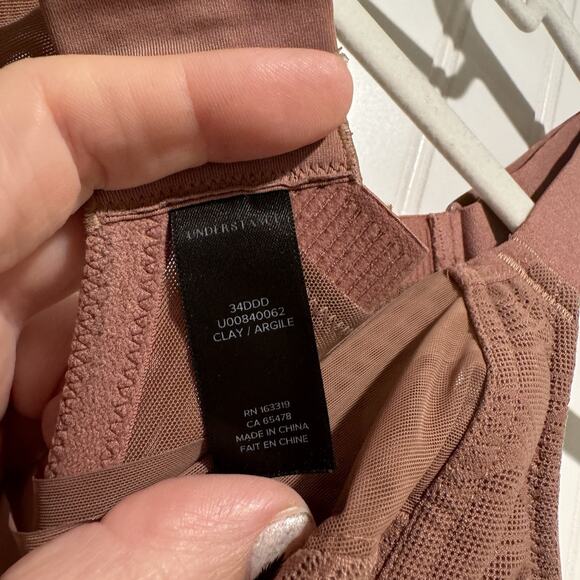 UNDERSTANCE
34DDD
U00840062
CLAY / ARGILE
RN 163319
CA 65478
MADE IN CHINA
FAIT EN CHINE